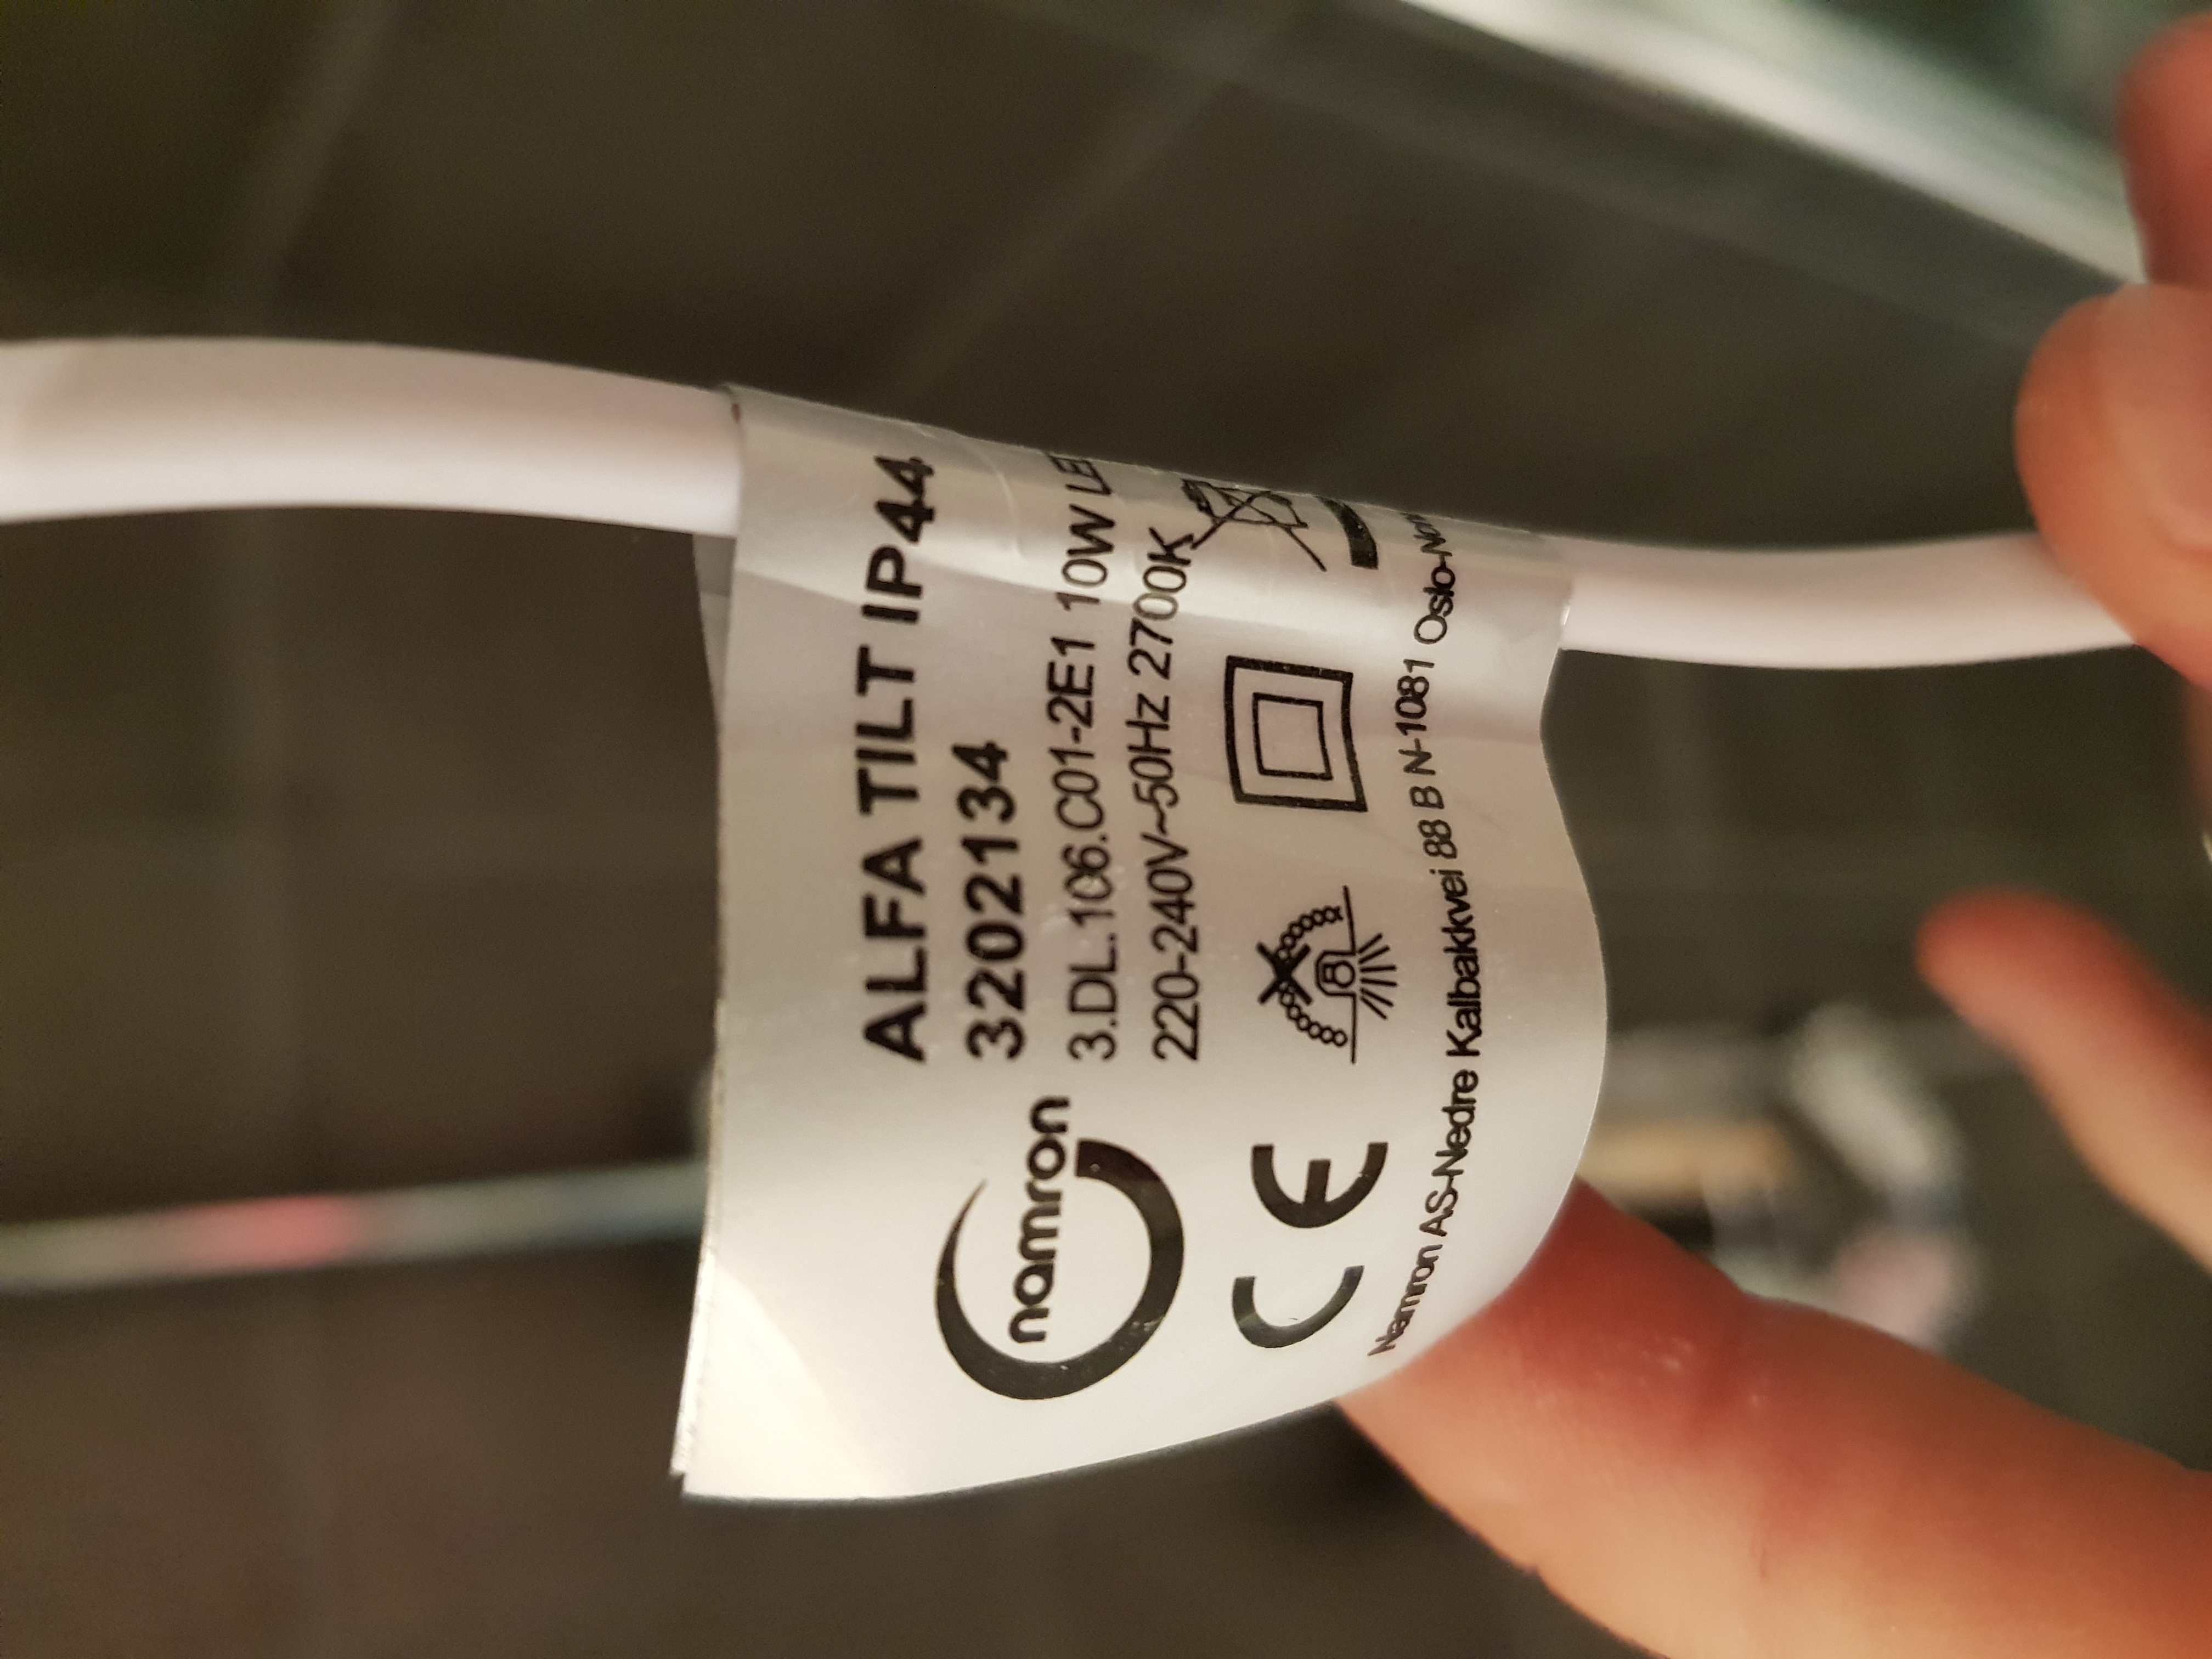 namron
ALFA TILT IP44
3202134
3.DL.106.C01-2E1 10W
220-240V~50Hz 2700K
CE
Namron AS-Nedre Kalbakkvei 88 B N-1081